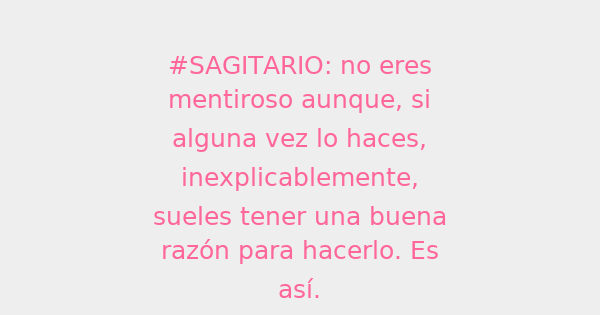 #SAGITARIO: no eres
mentiroso aunque, si
alguna vez lo haces,
inexplicablemente,
sueles tener una buena
razón para hacerlo. Es
así.